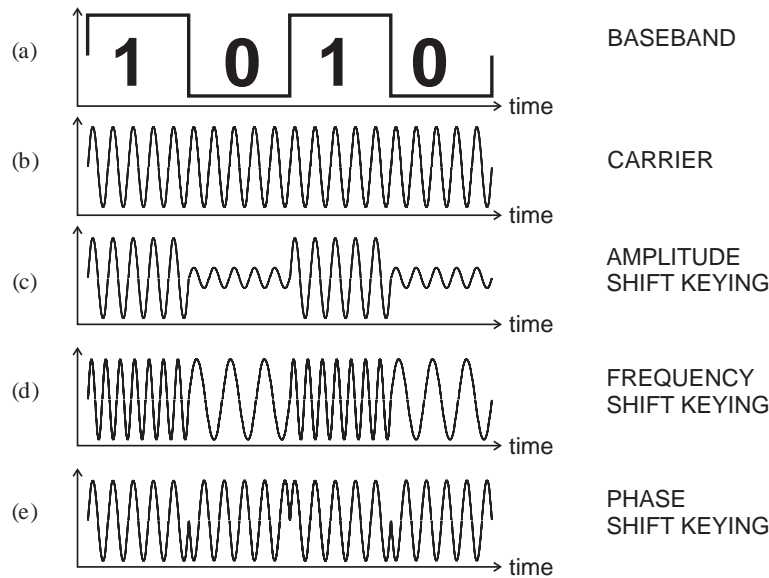 (a) 1 0 1 0 BASEBAND
time
(b) CARRIER
time
(c) AMPLITUDE
SHIFT KEYING
time
(d) FREQUENCY
SHIFT KEYING
time
(e) PHASE
SHIFT KEYING
time